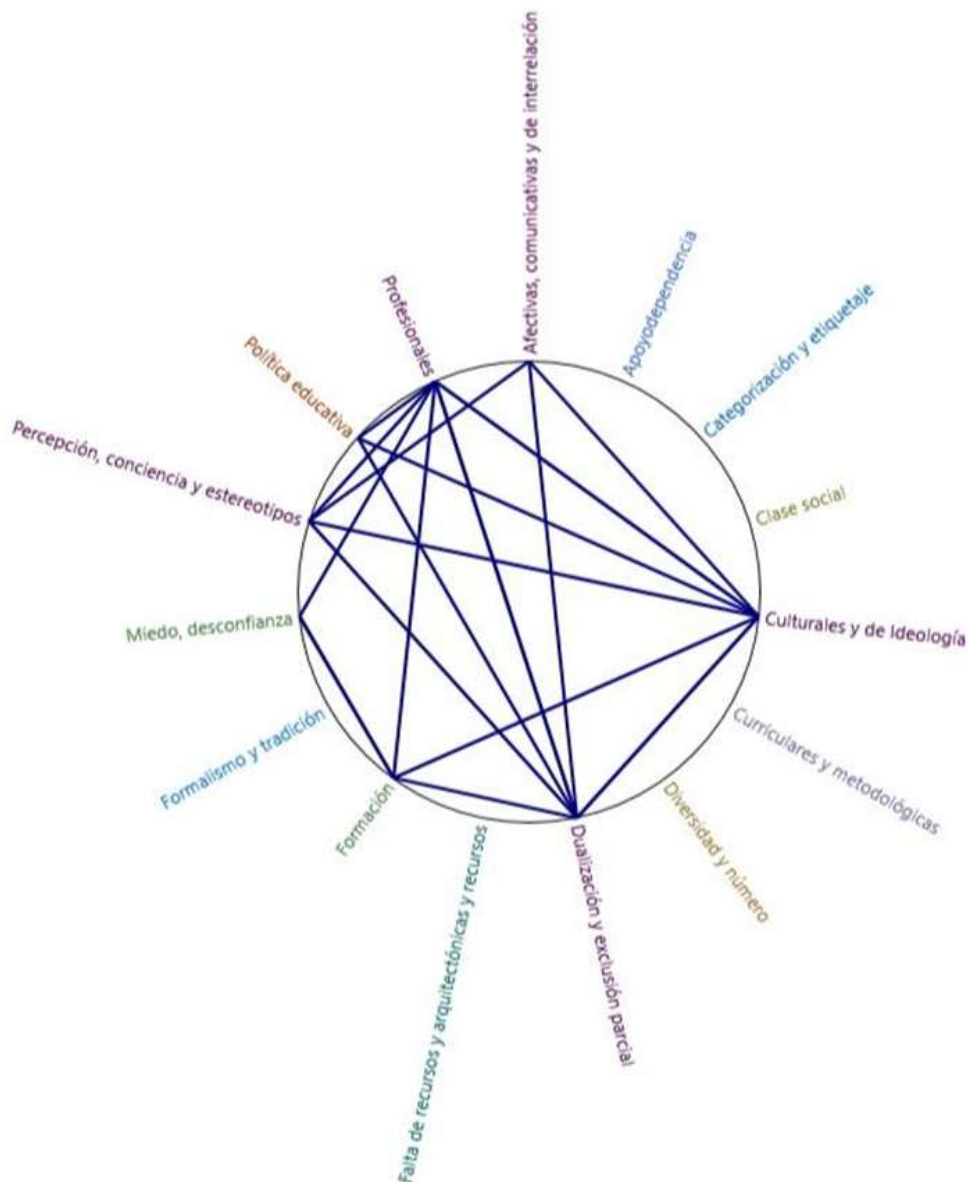 Afectivas, comunicativas y de interrelación
Apoyodependencia
Categorización y etiquetaje
Clase social
Culturales y de Ideología
Curriculares y metodológicas
Diversidad y número
Dualización y exclusión parcial
Falta de recursos y arquitectónicas y recursos
Formación
Formalismo y tradición
Miedo, desconfianza
Percepción, conciencia y estereotipos
Política educativa
Profesionales